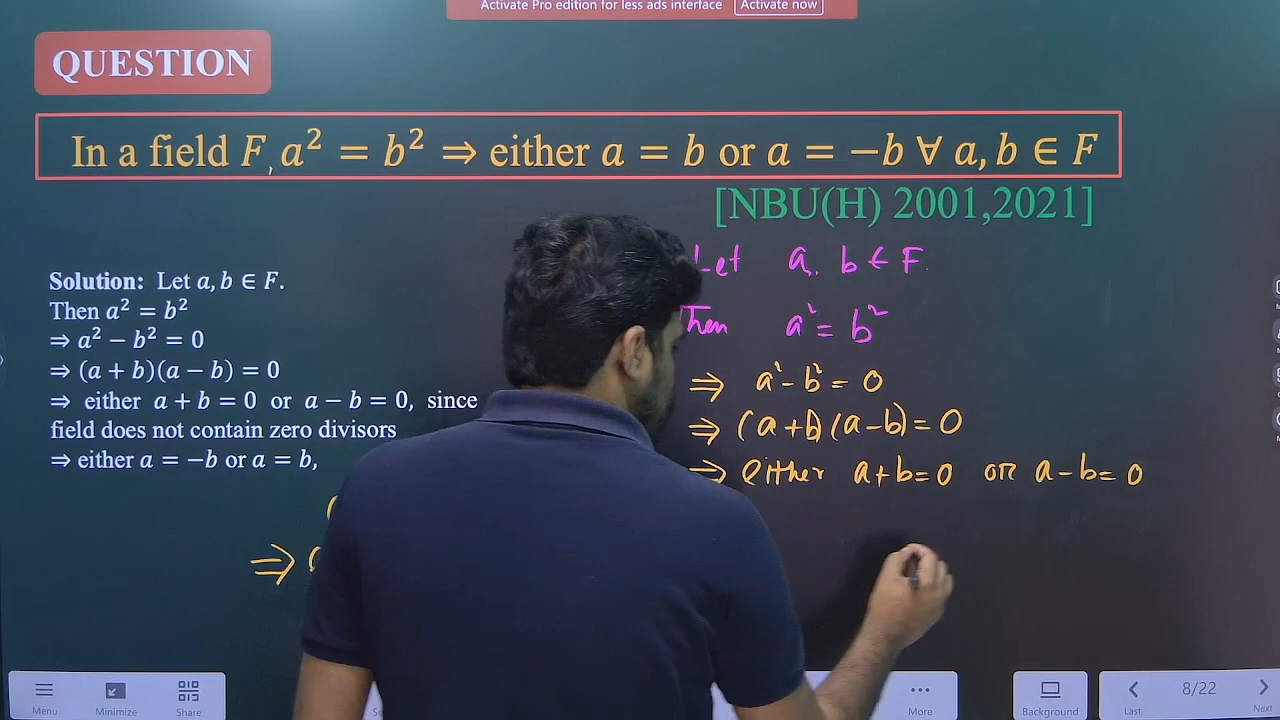 Activate Pro edition for less ads interface Activate now
QUESTION
In a field F, a² = b² ⇒ either a = b or a = −b ∀ a, b ∈ F
[NBU(H) 2001,2021]
Solution: Let a, b ∈ F.
Then a² = b²
⇒ a² − b² = 0
⇒ (a + b)(a − b) = 0
⇒ either a + b = 0 or a − b = 0, since
field does not contain zero divisors
⇒ either a = −b or a = b,
⇒
Let a, b ∈ F.
Then a² = b²
⇒ a² - b² = 0
⇒ (a+b)(a-b) = 0
⇒ either a+b=0 or a-b=0
Menu Minimize Share More Background Last 8/22 Next